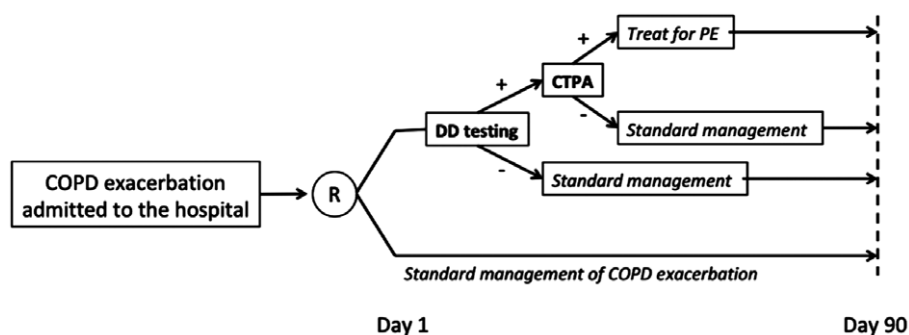 +
Treat for PE
+
CTPA
DD testing
-
Standard management
-
Standard management
COPD exacerbation
admitted to the hospital
R
Standard management of COPD exacerbation
Day 1
Day 90